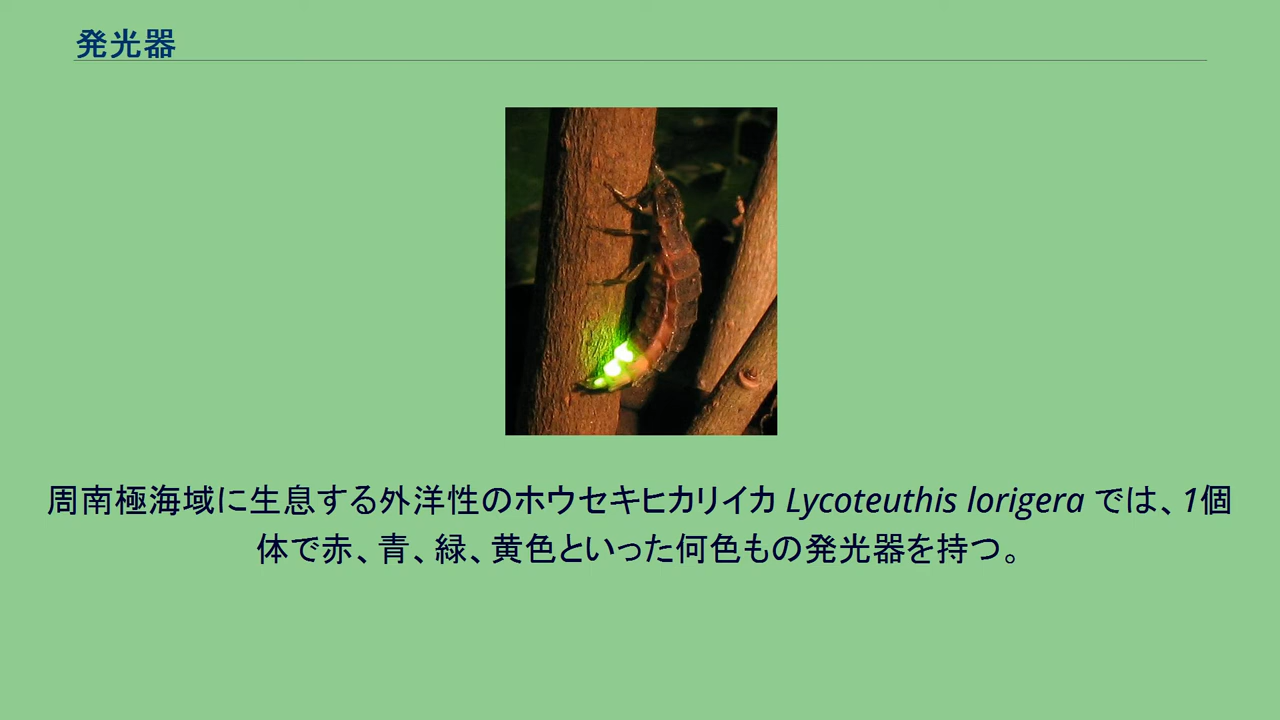 発光器
周南極海域に生息する外洋性のホウセキヒカリイカ Lycoteuthis lorigera では、1個
体で赤、青、緑、黄色といった何色もの発光器を持つ。